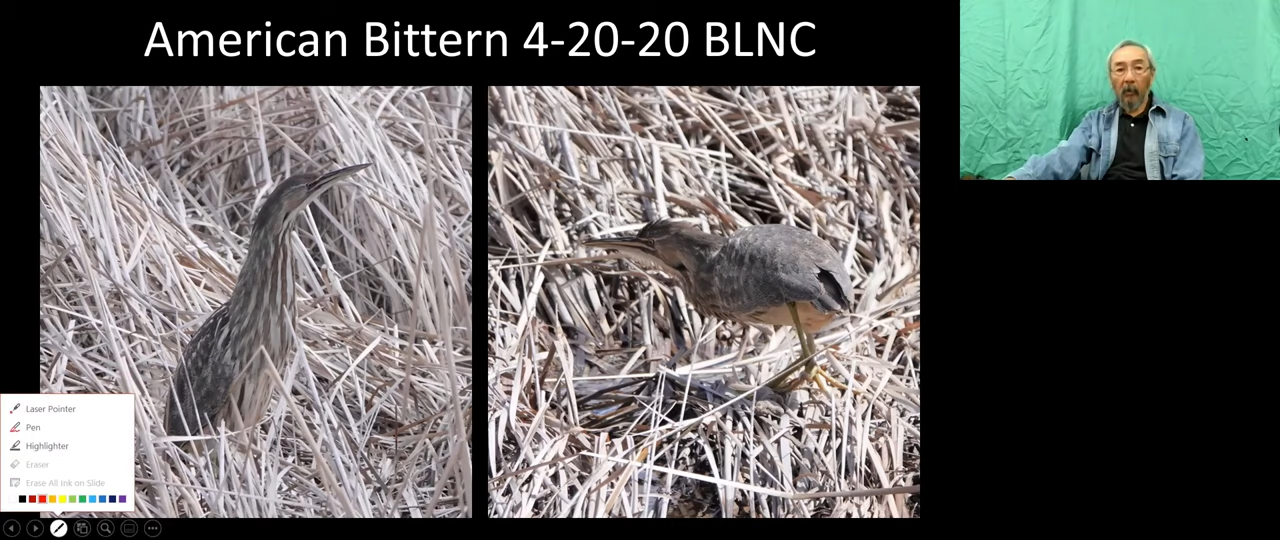 American Bittern 4-20-20 BLNC
Laser Pointer
Pen
Highlighter
Eraser
Erase All Ink on Slide